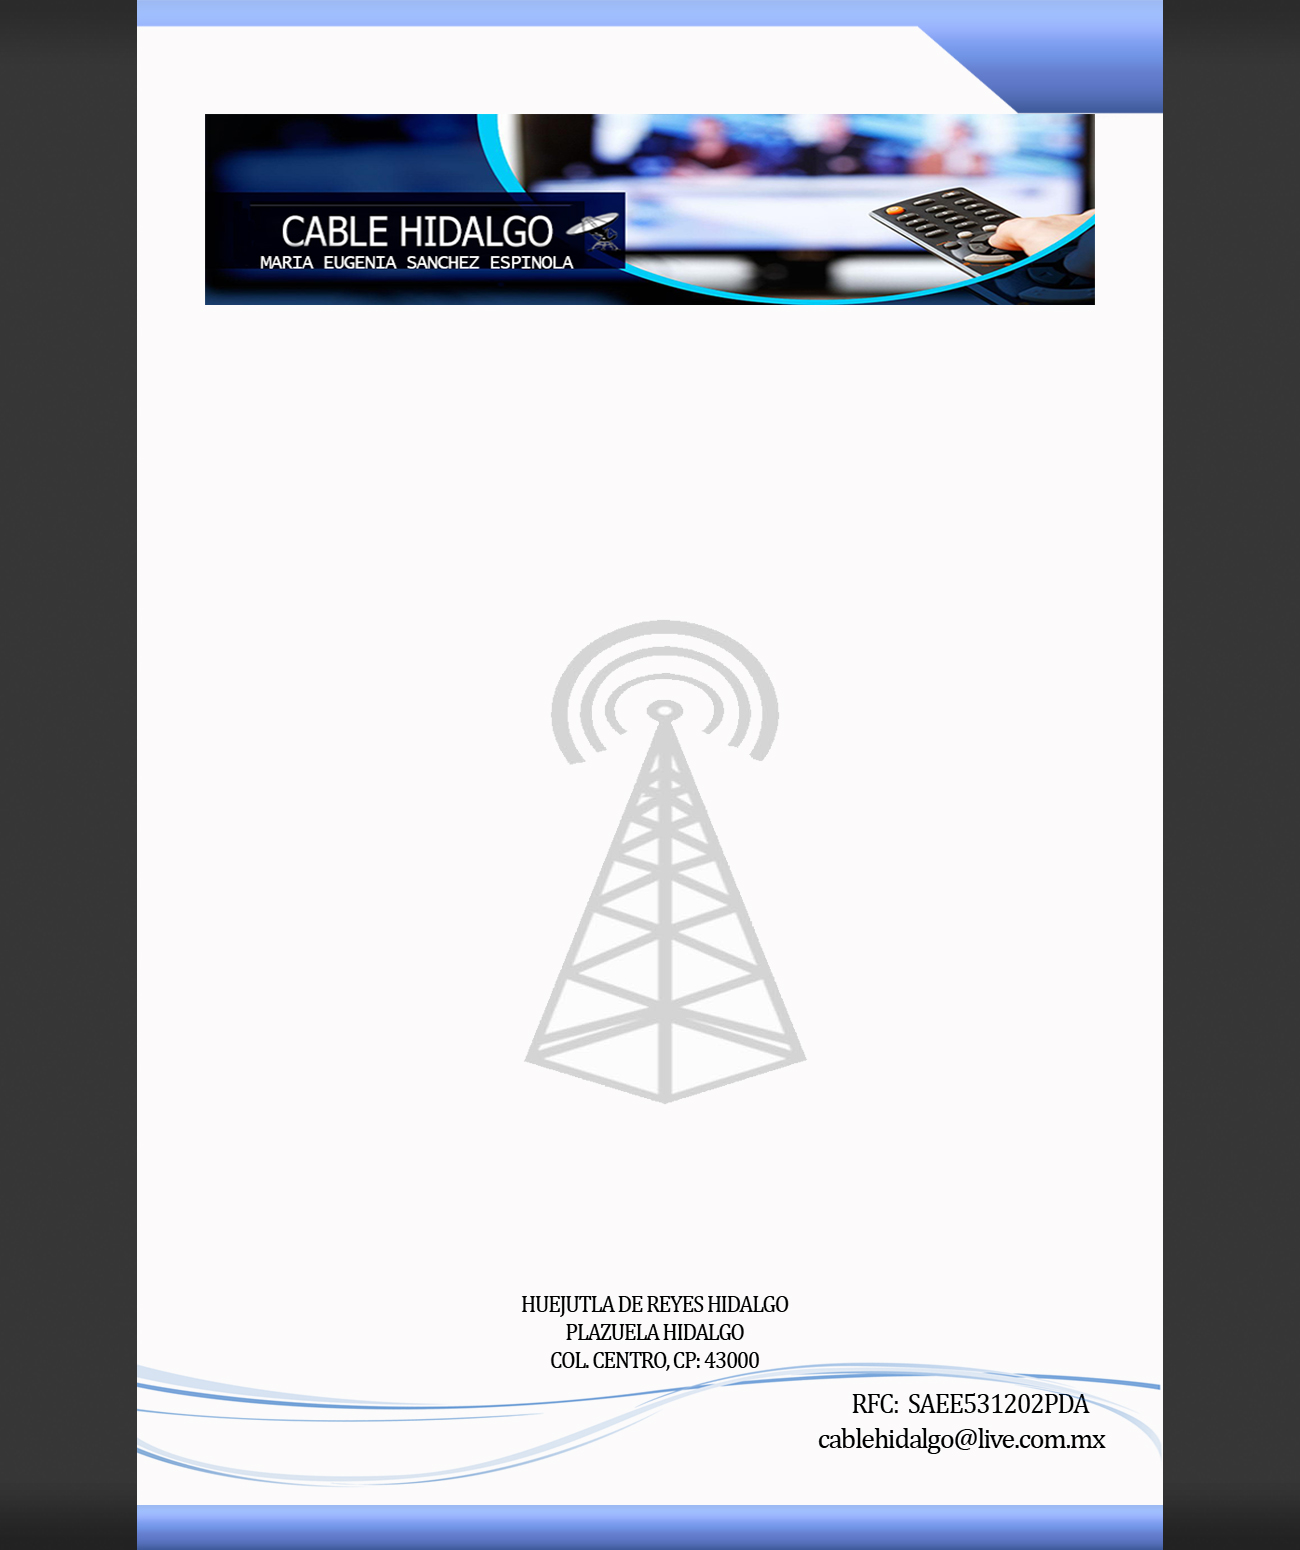 CABLE HIDALGO
MARIA EUGENIA SANCHEZ ESPINOLA
HUEJUTLA DE REYES HIDALGO
PLAZUELA HIDALGO
COL. CENTRO, CP: 43000
RFC: SAEE531202PDA
cablehidalgo@live.com.mx